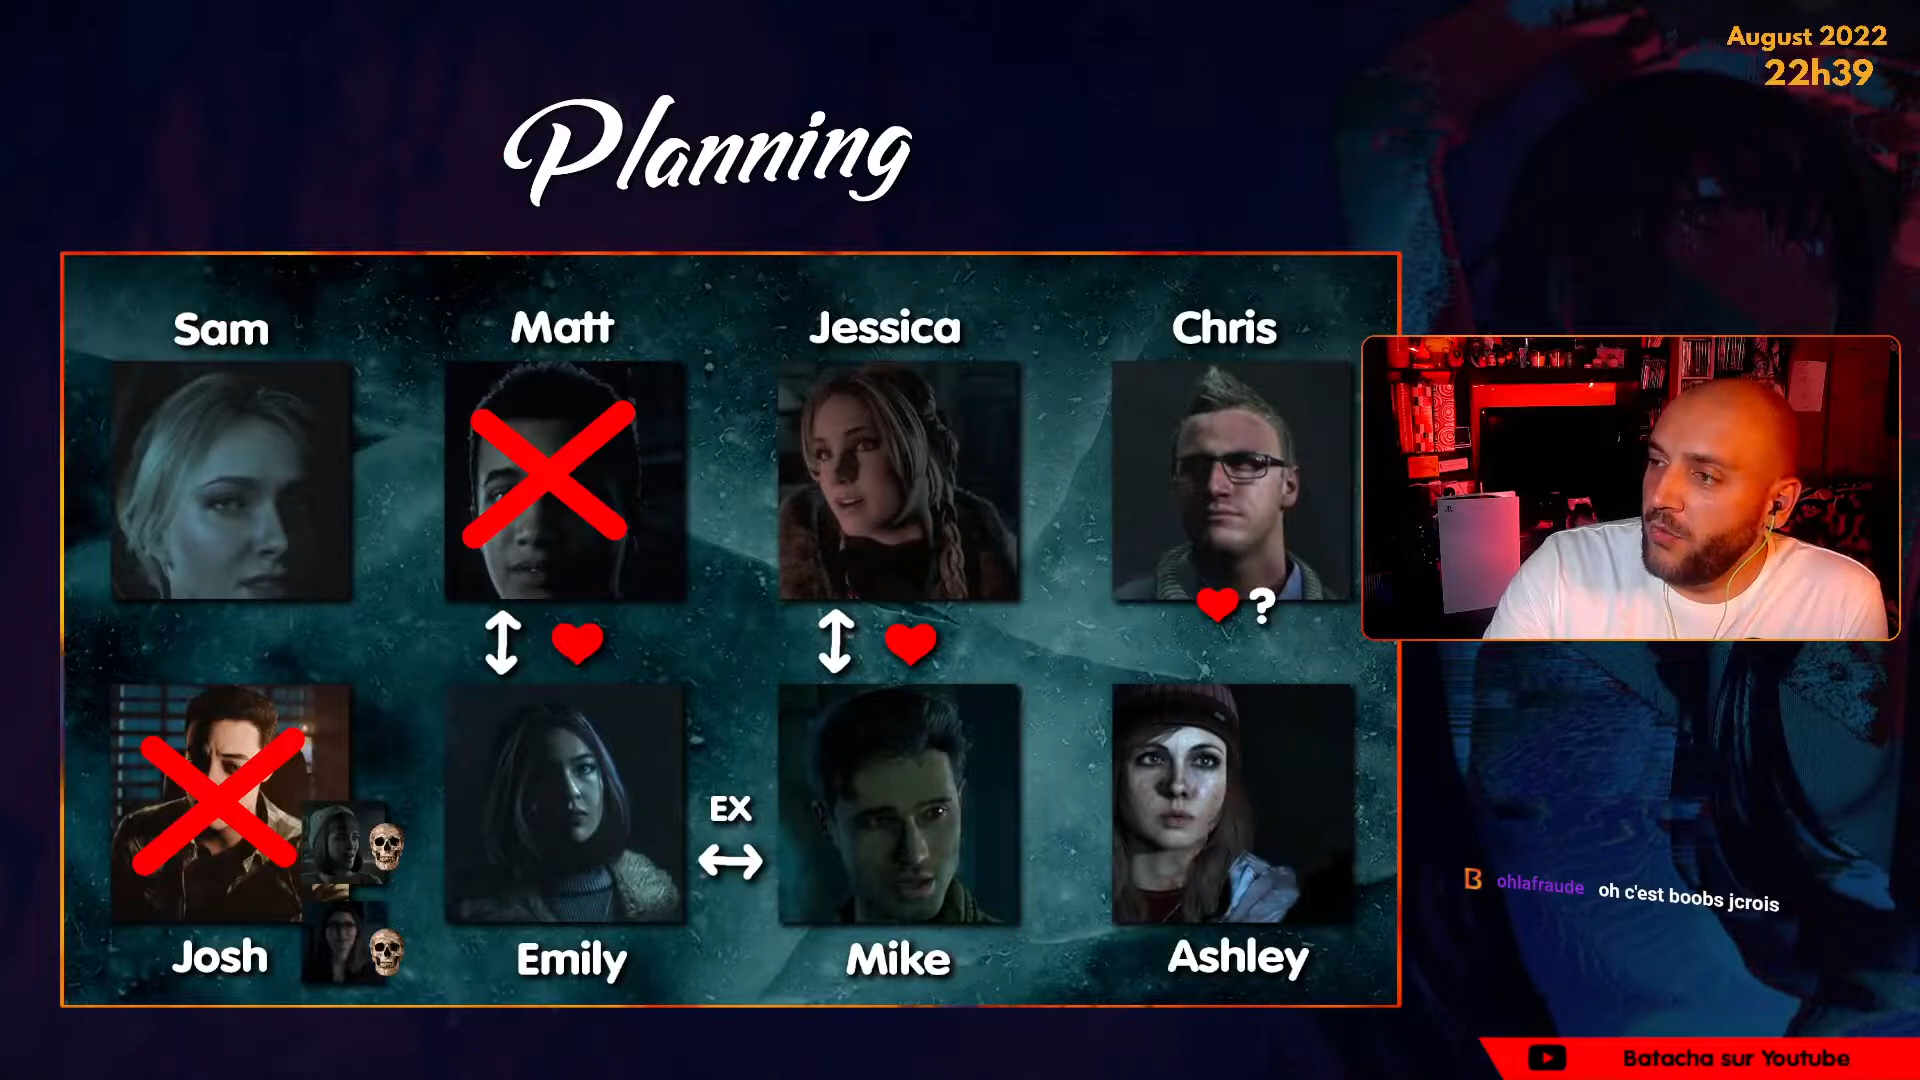 August 2022
22h39
Planning
Sam
Matt
Jessica
Chris
?
EX
Josh
Emily
Mike
Ashley
ohlafraude oh c'est boobs jcrois
Batacha sur Youtube